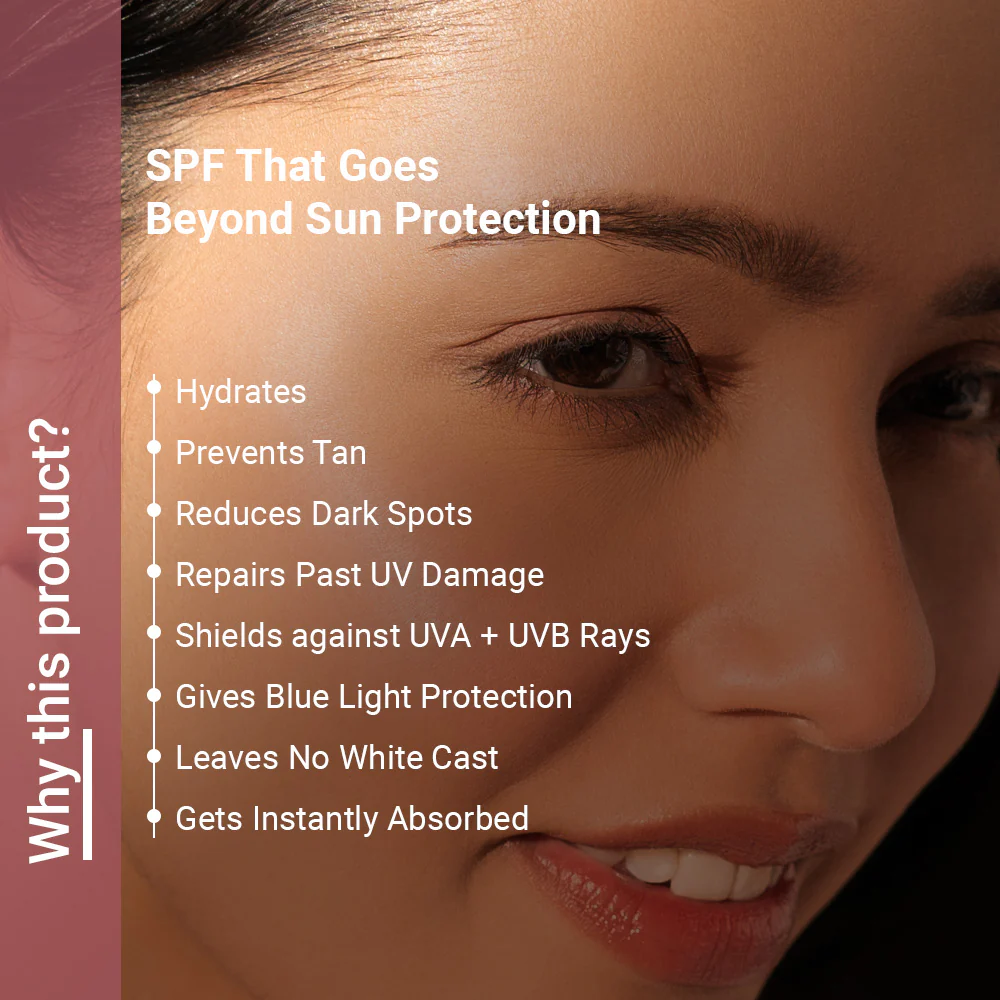 Why this product?
SPF That Goes
Beyond Sun Protection
Hydrates
Prevents Tan
Reduces Dark Spots
Repairs Past UV Damage
Shields against UVA + UVB Rays
Gives Blue Light Protection
Leaves No White Cast
Gets Instantly Absorbed